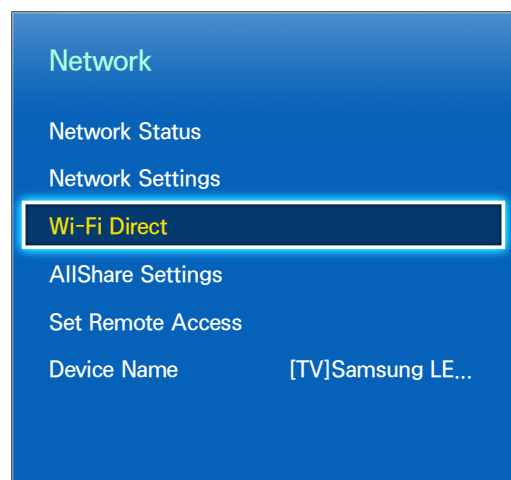 Network
Network Status
Network Settings
Wi-Fi Direct
AllShare Settings
Set Remote Access
Device Name [TV]Samsung LE...